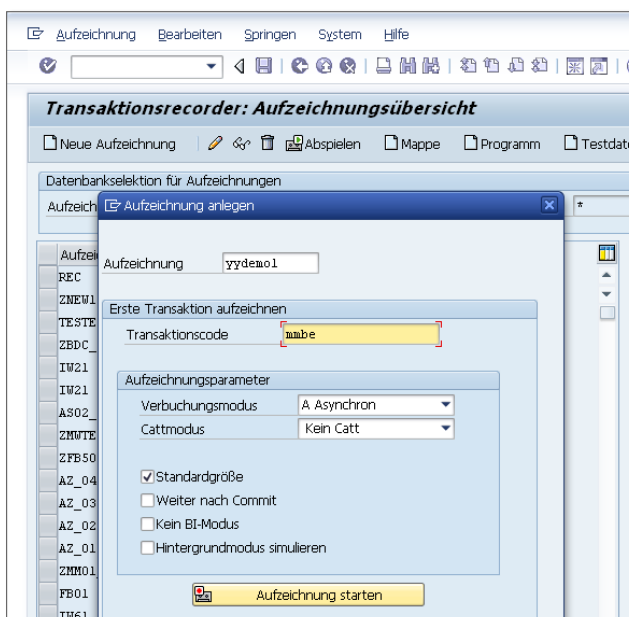 Aufzeichnung Bearbeiten Springen System Hilfe
Transaktionsrecorder: Aufzeichnungsübersicht
Neue Aufzeichnung Abspielen Mappe Programm Testdate
Datenbankselektion für Aufzeichnungen
Aufzeich
Aufzeichnung anlegen
*
Aufzei
Aufzeichnung yydemo1
REC
ZNEW1
Erste Transaktion aufzeichnen
TESTE
Transaktionscode mmbe
ZBDC_
IW21
Aufzeichnungsparameter
IW21
Verbuchungsmodus A Asynchron
AS02_
Cattmodus Kein Catt
ZMWTE
ZFB50
Standardgröße
AZ_04
Weiter nach Commit
AZ_03
Kein BI-Modus
AZ_02
Hintergrundmodus simulieren
AZ_01
ZMM01_
Aufzeichnung starten
FB01
IW61